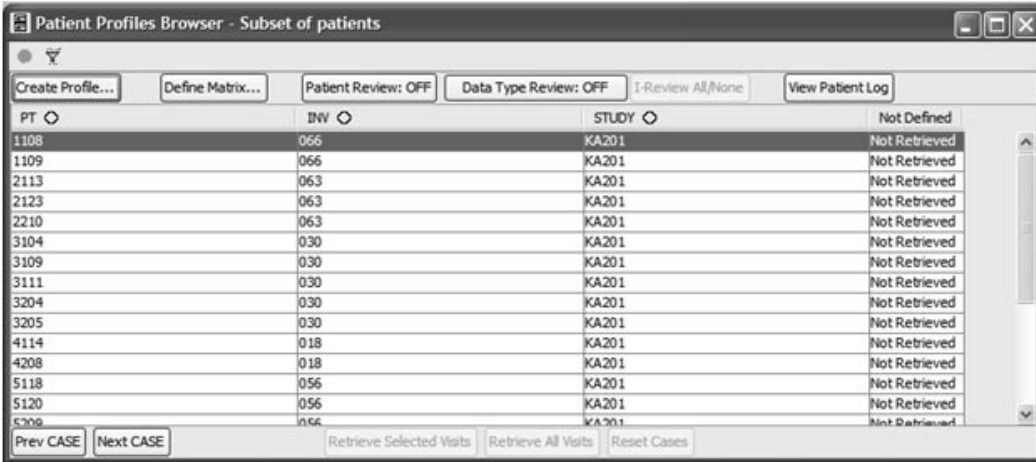 Patient Profiles Browser - Subset of patients
Create Profile... Define Matrix... Patient Review: OFF Data Type Review: OFF I-Review All/None View Patient Log
PT INV STUDY Not Defined
1108 066 KA201 Not Retrieved
1109 066 KA201 Not Retrieved
2113 063 KA201 Not Retrieved
2123 063 KA201 Not Retrieved
2210 063 KA201 Not Retrieved
3104 030 KA201 Not Retrieved
3109 030 KA201 Not Retrieved
3111 030 KA201 Not Retrieved
3204 030 KA201 Not Retrieved
3205 030 KA201 Not Retrieved
4114 018 KA201 Not Retrieved
4208 018 KA201 Not Retrieved
5118 056 KA201 Not Retrieved
5120 056 KA201 Not Retrieved
5209 056 KA201 Not Retrieved
Prev CASE Next CASE Retrieve Selected Visits Retrieve All Visits Reset Cases